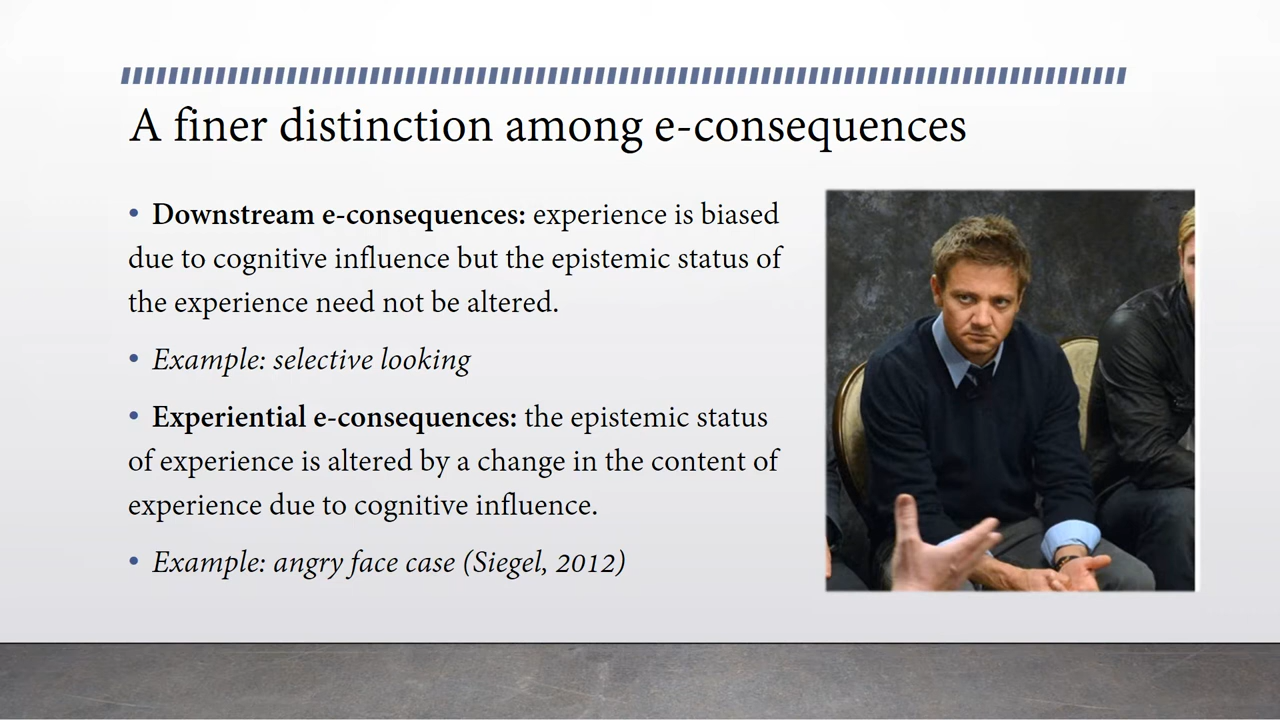 A finer distinction among e-consequences
• Downstream e-consequences: experience is biased
due to cognitive influence but the epistemic status of
the experience need not be altered.
• Example: selective looking
• Experiential e-consequences: the epistemic status
of experience is altered by a change in the content of
experience due to cognitive influence.
• Example: angry face case (Siegel, 2012)